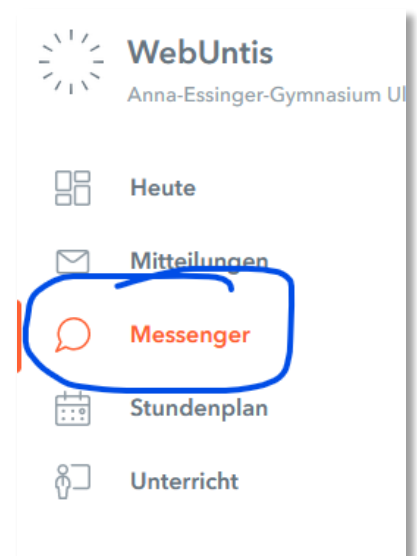 WebUntis
Anna-Essinger-Gymnasium Ul
Heute
Mitteilungen
Messenger
Stundenplan
Unterricht